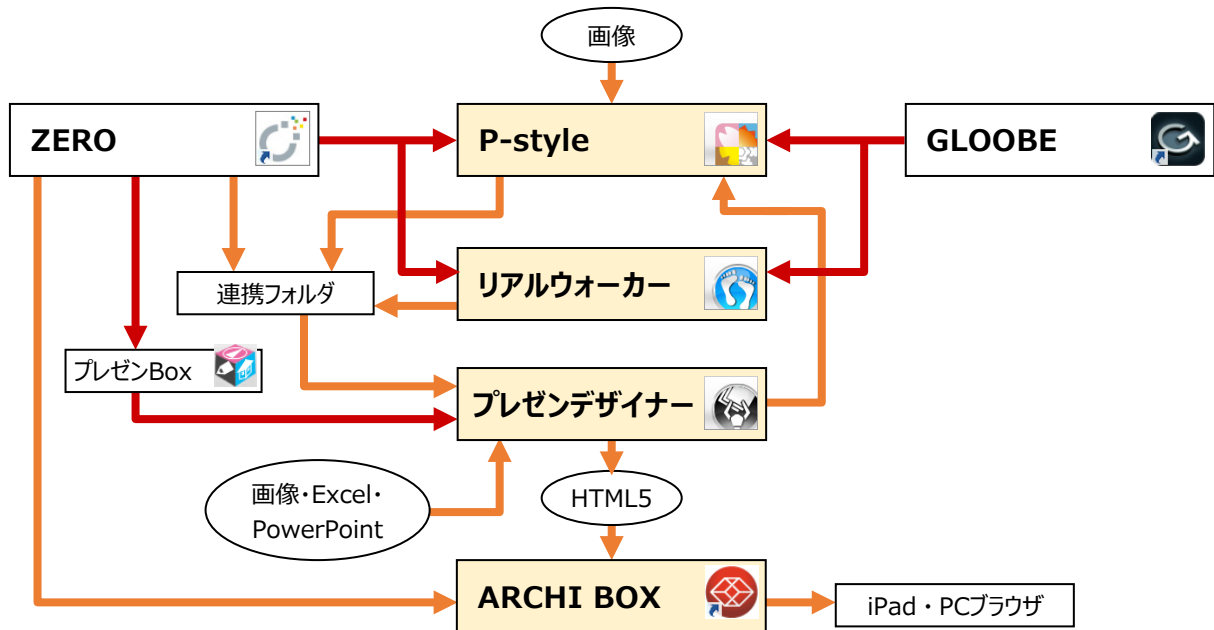 画像
ZERO
P-style
GLOOBE
リアルウォーカー
連携フォルダ
プレゼンBox
プレゼンデザイナー
画像・Excel・
PowerPoint
HTML5
ARCHI BOX
iPad・PCブラウザ